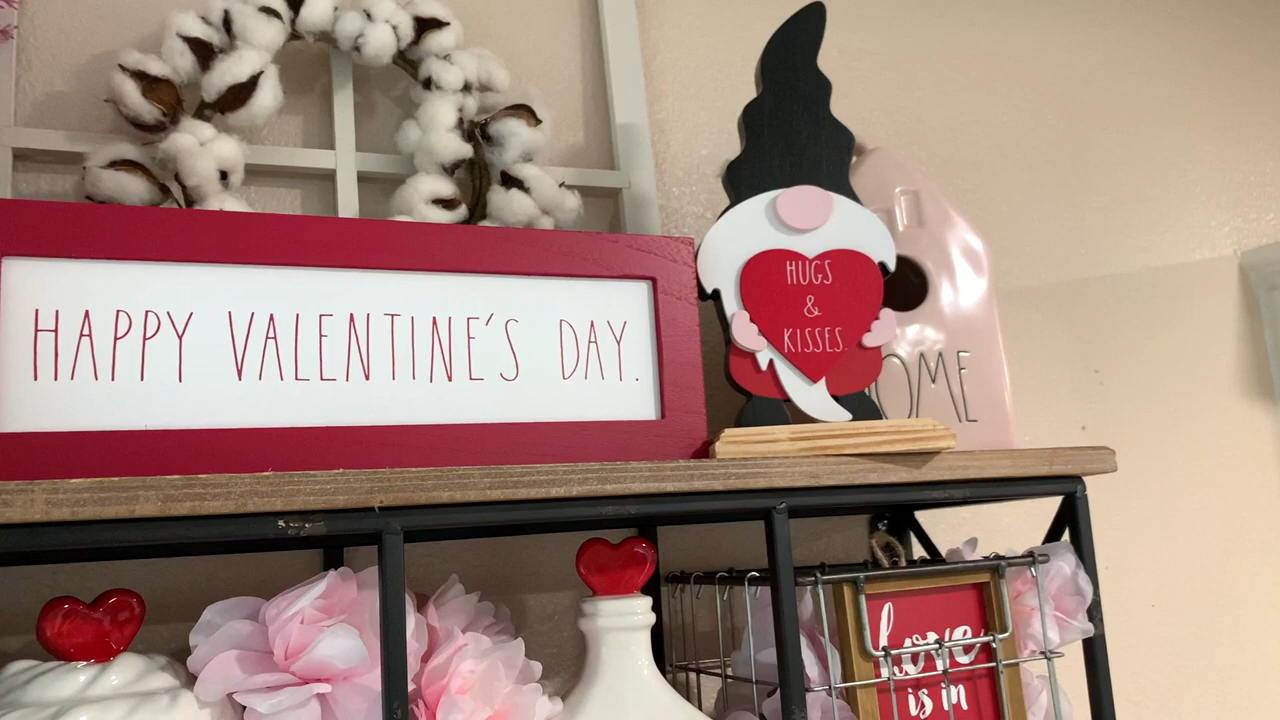 HAPPY VALENTINE'S DAY.
HUGS
&
KISSES.
OME
love
is in